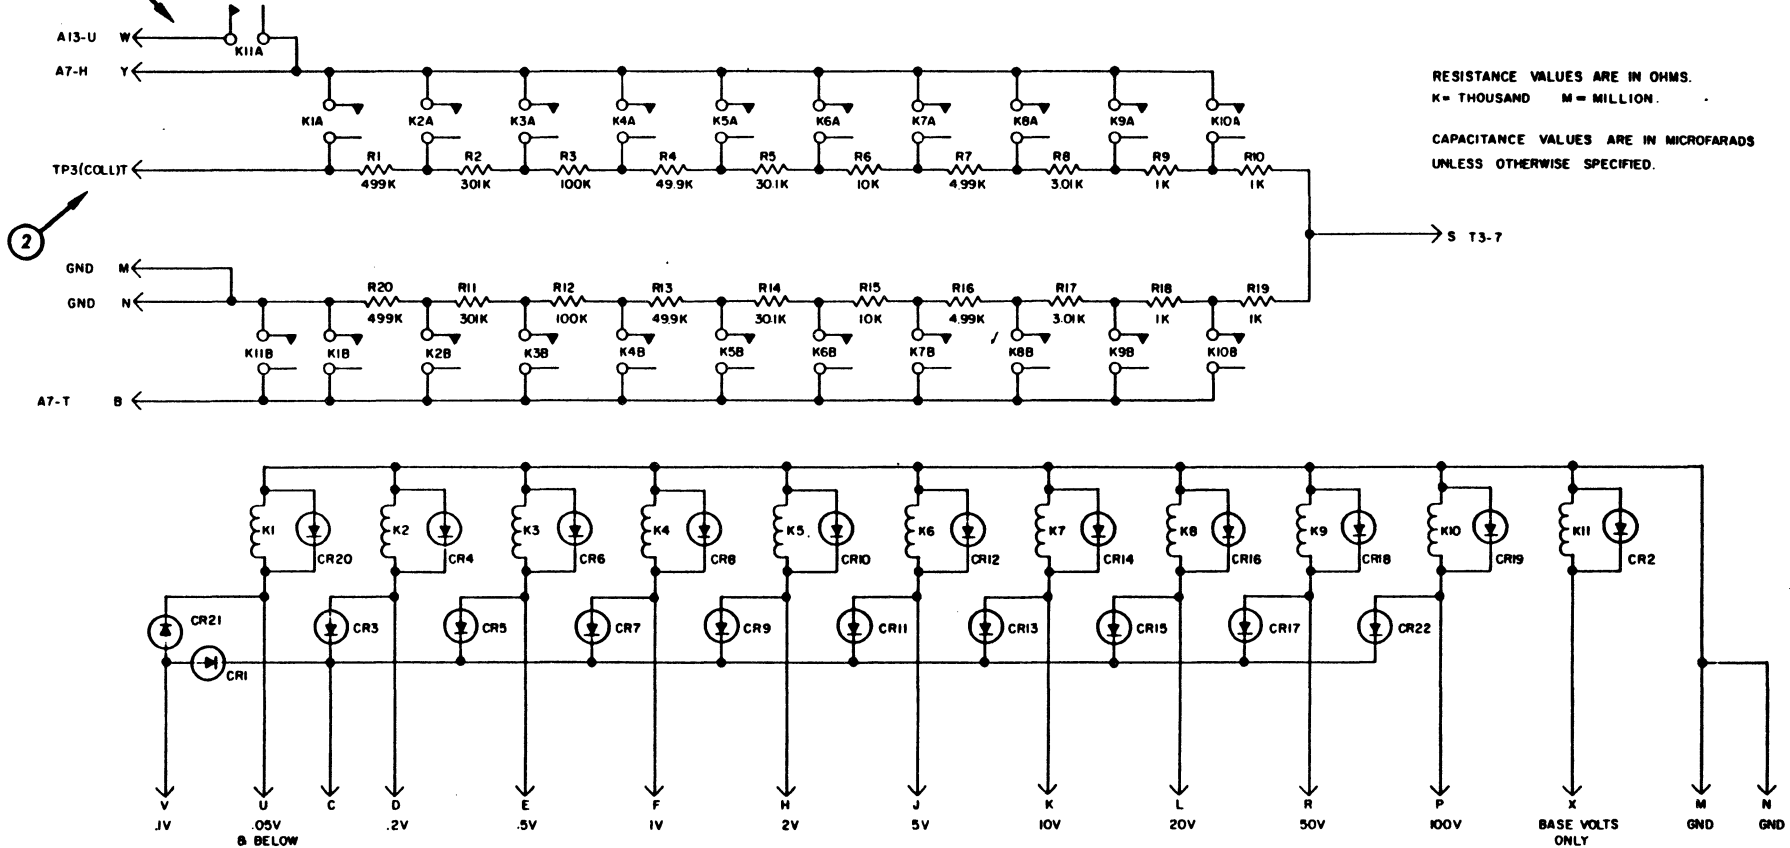 A13-U W
K11A
A7-H Y
K1A K2A K3A K4A K5A K6A K7A K8A K9A K10A
RESISTANCE VALUES ARE IN OHMS.
K= THOUSAND M= MILLION.
CAPACITANCE VALUES ARE IN MICROFARADS
UNLESS OTHERWISE SPECIFIED.
TP3(COLL)T
R1 R2 R3 R4 R5 R6 R7 R8 R9 R10
499K 301K 100K 49.9K 30.1K 10K 4.99K 3.01K 1K 1K
2
S T3-7
GND M
GND N
R20 R11 R12 R13 R14 R15 R16 R17 R18 R19
499K 301K 100K 49.9K 30.1K 10K 4.99K 3.01K 1K 1K
K11B K1B K2B K3B K4B K5B K6B K7B K8B K9B K10B
A7-T B
K1 K2 K3 K4 K5 K6 K7 K8 K9 K10 K11
CR20 CR4 CR6 CR8 CR10 CR12 CR14 CR16 CR18 CR19 CR2
CR21 CR3 CR5 CR7 CR9 CR11 CR13 CR15 CR17 CR22
CR1
V U C D E F H J K L R P X M N
.1V .05V .2V .5V 1V 2V 5V 10V 20V 50V 100V BASE VOLTS GND GND
& BELOW ONLY